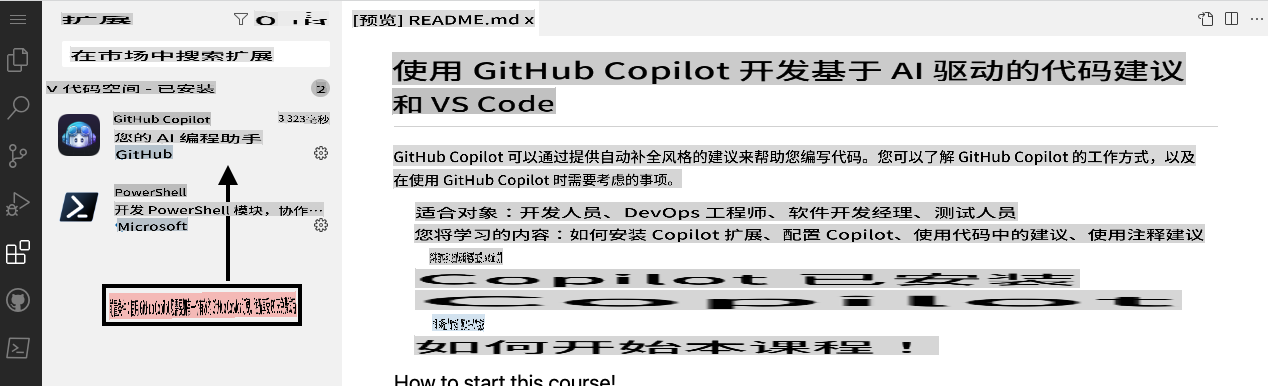 扩展
[预览] README.md x
在市场中搜索扩展
V 代码空间 - 已安装
2
GitHub Copilot
3 323毫秒
您的 AI 编程助手
GitHub
PowerShell
开发 PowerShell 模块，协作…
Microsoft
使用 GitHub Copilot 开发基于 AI 驱动的代码建议
和 VS Code
GitHub Copilot 可以通过提供自动补全风格的建议来帮助您编写代码。您可以了解 GitHub Copilot 的工作方式，以及
在使用 GitHub Copilot 时需要考虑的事项。
适合对象：开发人员、DevOps 工程师、软件开发经理、测试人员
您将学习的内容：如何安装 Copilot 扩展、配置 Copilot、使用代码中的建议、使用注释建议
Copilot 已安装
Copilot
如何开始本课程！
How to start this course!